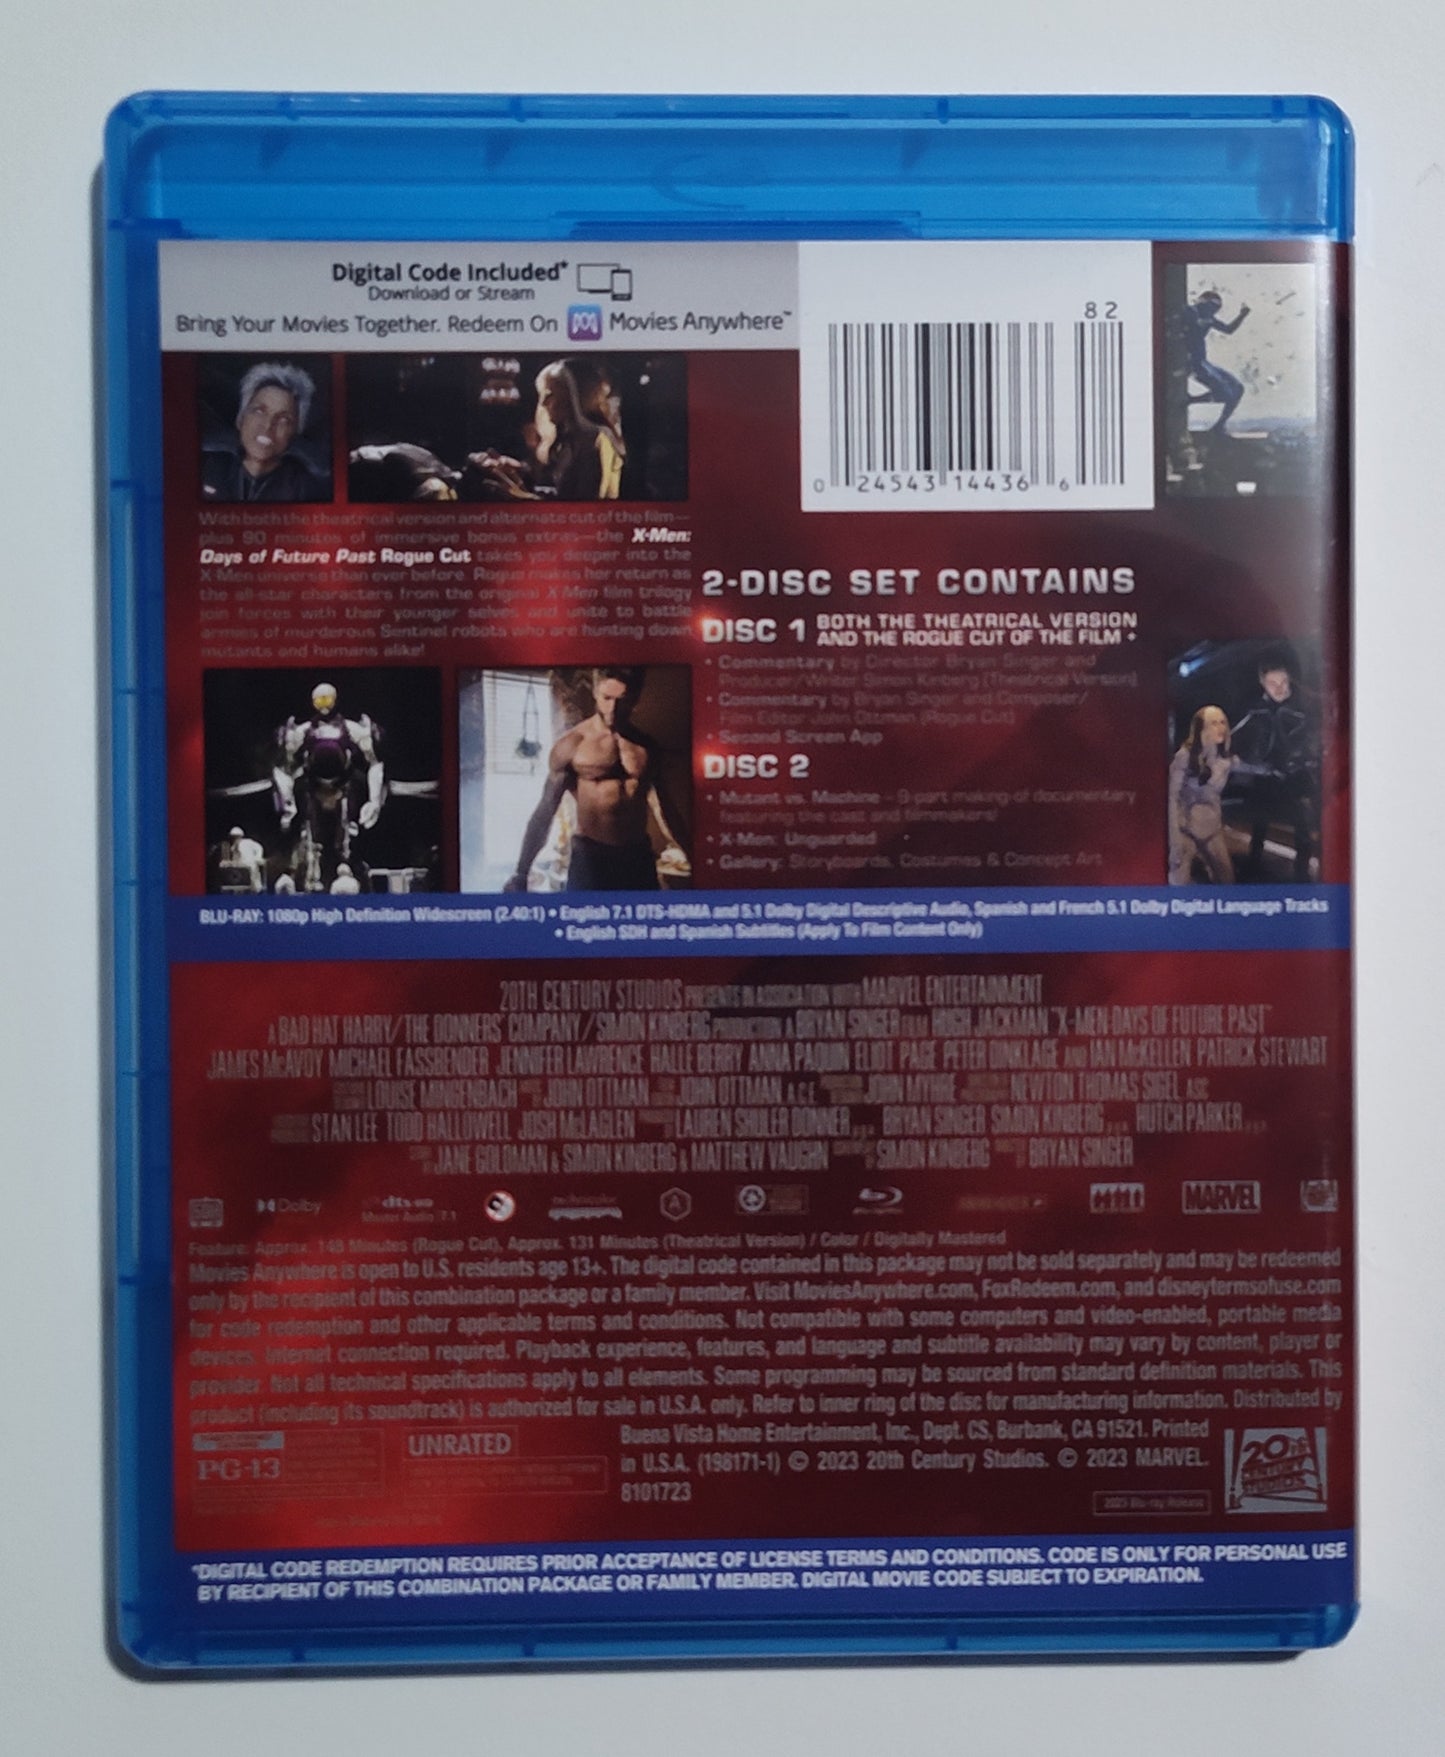 Digital Code Included*
Download or Stream
Bring Your Movies Together. Redeem On Movies Anywhere™
82
0 24543 14436 6
With both the theatrical version and alternate cut of the film—
plus 90 minutes of immersive bonus extras—the X-Men:
Days of Future Past Rogue Cut takes you deeper into the
X-Men universe than ever before. Rogue makes her return as
the all-star characters from the original X-Men film trilogy
join forces with their younger selves and unite to battle
armies of murderous Sentinel robots who are hunting down
mutants and humans alike!
2-DISC SET CONTAINS
DISC 1 BOTH THE THEATRICAL VERSION
AND THE ROGUE CUT OF THE FILM +
• Commentary by Director Bryan Singer and
Producer/Writer Simon Kinberg (Theatrical Version)
• Commentary by Bryan Singer and Composer/
Film Editor John Ottman (Rogue Cut)
• Second Screen App
DISC 2
• Mutant vs. Machine – 9-part making-of documentary
featuring the cast and filmmakers!
• X-Men: Unguarded
• Gallery: Storyboards, Costumes & Concept Art
BLU-RAY: 1080p High Definition Widescreen (2.40:1) • English 7.1 DTS-HDMA and 5.1 Dolby Digital Descriptive Audio, Spanish and French 5.1 Dolby Digital Language Tracks
• English SDH and Spanish Subtitles (Apply To Film Content Only)
20TH CENTURY STUDIOS PRESENTS IN ASSOCIATION WITH MARVEL ENTERTAINMENT
A BAD HAT HARRY/THE DONNERS' COMPANY/SIMON KINBERG PRODUCTION A BRYAN SINGER FILM HUGH JACKMAN "X-MEN: DAYS OF FUTURE PAST"
JAMES McAVOY MICHAEL FASSBENDER JENNIFER LAWRENCE HALLE BERRY ANNA PAQUIN ELLIOT PAGE PETER DINKLAGE AND IAN McKELLEN PATRICK STEWART
LOUISE MINGENBACH JOHN OTTMAN JOHN OTTMAN A.C.E. JOHN MYHRE NEWTON THOMAS SIGEL ASC
STAN LEE TODD HALLOWELL JOSH McLAGLEN LAUREN SHULER DONNER BRYAN SINGER SIMON KINBERG HUTCH PARKER
JANE GOLDMAN & SIMON KINBERG & MATTHEW VAUGHN SIMON KINBERG BRYAN SINGER
Dolby dts-HD Master Audio 7.1 technicolor MARVEL
Feature: Approx. 148 Minutes (Rogue Cut), Approx. 131 Minutes (Theatrical Version) / Color / Digitally Mastered
Movies Anywhere is open to U.S. residents age 13+. The digital code contained in this package may not be sold separately and may be redeemed
only by the recipient of this combination package or a family member. Visit MoviesAnywhere.com, FoxRedeem.com, and disneytermsofuse.com
for code redemption and other applicable terms and conditions. Not compatible with some computers and video-enabled, portable media
devices. Internet connection required. Playback experience, features, and language and subtitle availability may vary by content, player or
provider. Not all technical specifications apply to all elements. Some programming may be sourced from standard definition materials. This
product (including its soundtrack) is authorized for sale in U.S.A. only. Refer to inner ring of the disc for manufacturing information. Distributed by
Buena Vista Home Entertainment, Inc., Dept. CS, Burbank, CA 91521. Printed
in U.S.A. (198171-1) © 2023 20th Century Studios. © 2023 MARVEL.
8101723
PG-13
UNRATED
2023 Blu-ray Release
20th CENTURY STUDIOS
*DIGITAL CODE REDEMPTION REQUIRES PRIOR ACCEPTANCE OF LICENSE TERMS AND CONDITIONS. CODE IS ONLY FOR PERSONAL USE
BY RECIPIENT OF THIS COMBINATION PACKAGE OR FAMILY MEMBER. DIGITAL MOVIE CODE SUBJECT TO EXPIRATION.